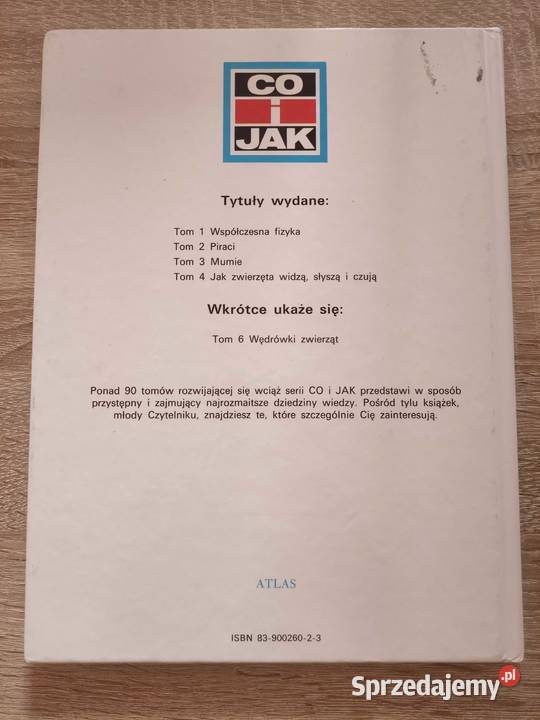 CO
i
JAK
Tytuły wydane:
Tom 1 Współczesna fizyka
Tom 2 Piraci
Tom 3 Mumie
Tom 4 Jak zwierzęta widzą, słyszą i czują
Wkrótce ukaże się:
Tom 6 Wędrówki zwierząt
Ponad 90 tomów rozwijającej się wciąż serii CO i JAK przedstawi w sposób
przystępny i zajmujący najrozmaitsze dziedziny wiedzy. Pośród tylu książek,
młody Czytelniku, znajdziesz te, które szczególnie Cię zainteresują.
ATLAS
ISBN 83-900260-2-3
Sprzedajemy.pl